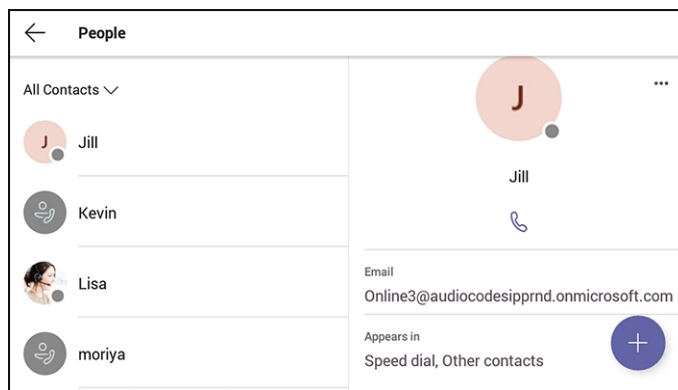 People
All Contacts
J
Jill
Kevin
Lisa
moriya
J
Jill
Email
Online3@audiocodesipprnd.onmicrosoft.com
Appears in
Speed dial, Other contacts